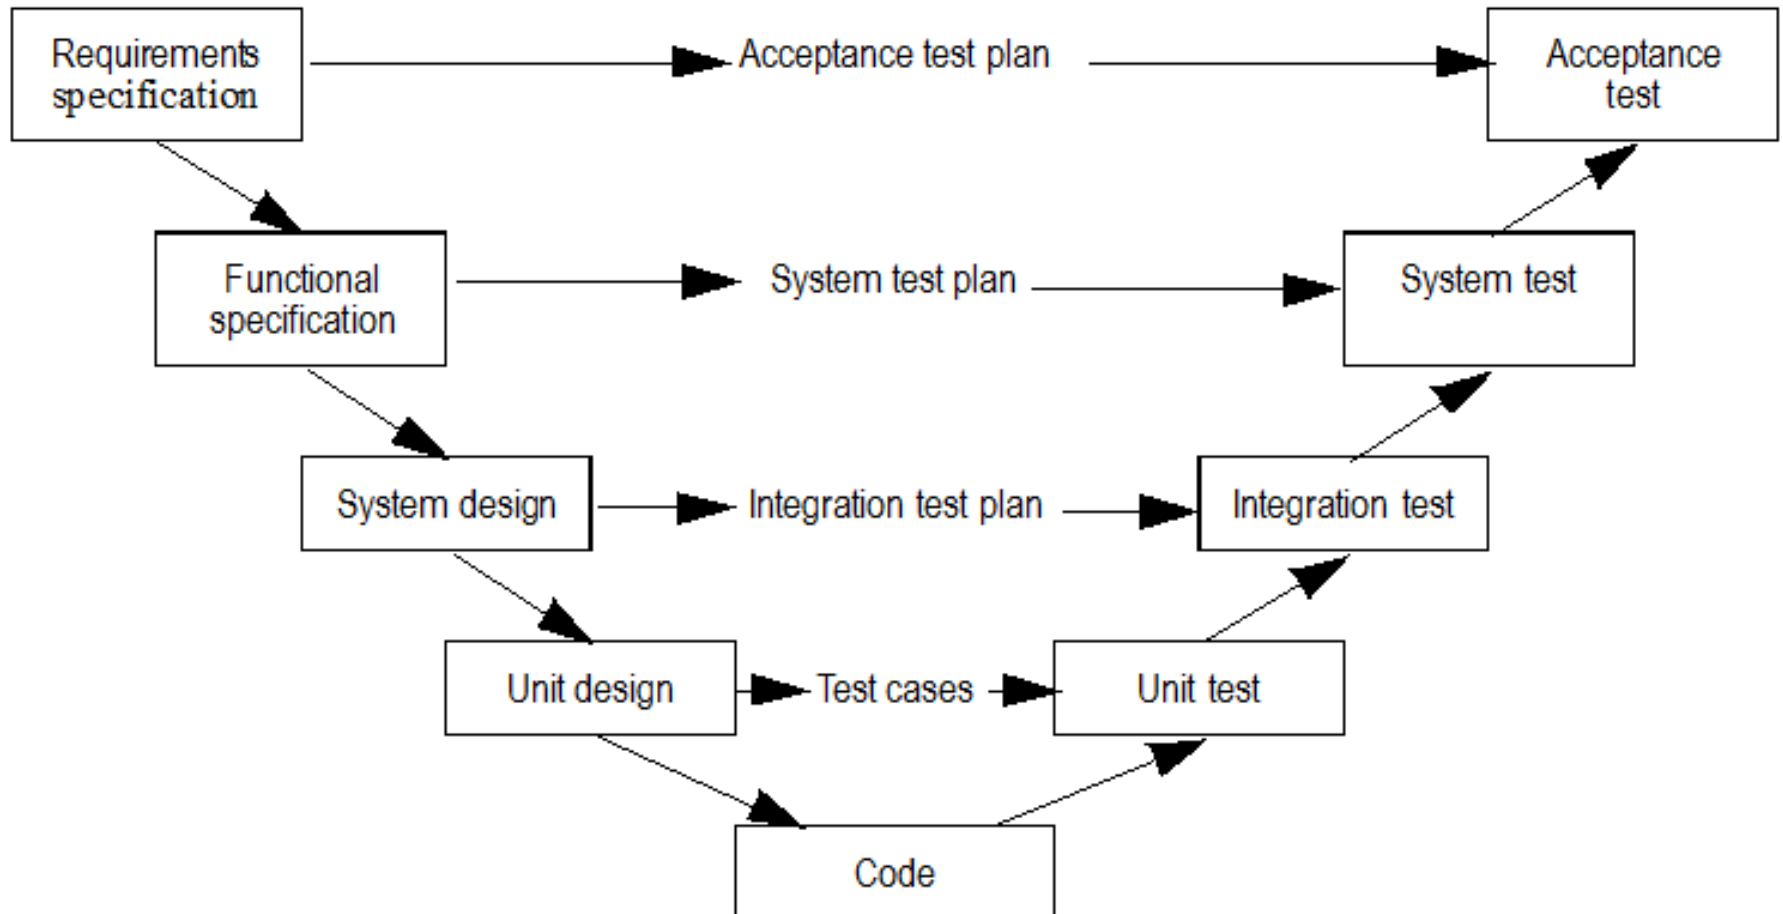 Requirements
specification
Acceptance test plan
Acceptance
test
Functional
specification
System test plan
System test
System design
Integration test plan
Integration test
Unit design
Test cases
Unit test
Code